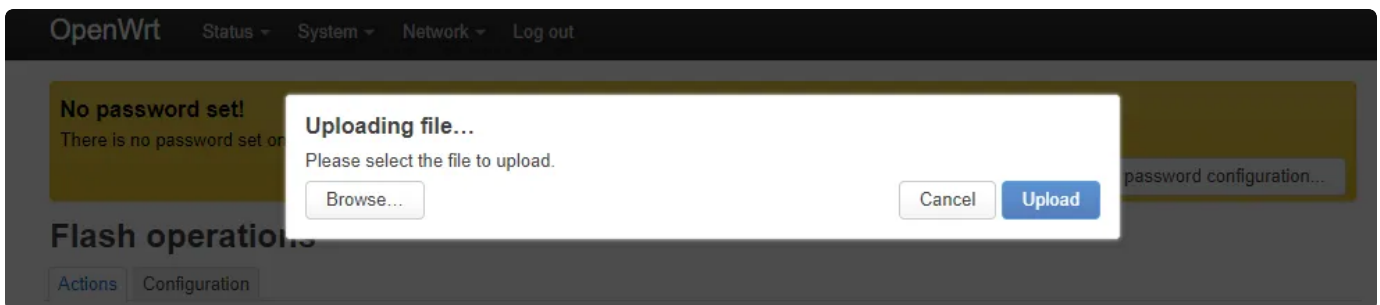 OpenWrt Status System Network Log out
No password set!
There is no password set on
Uploading file...
Please select the file to upload.
Browse... Cancel Upload
password configuration...
Flash operations
Actions Configuration